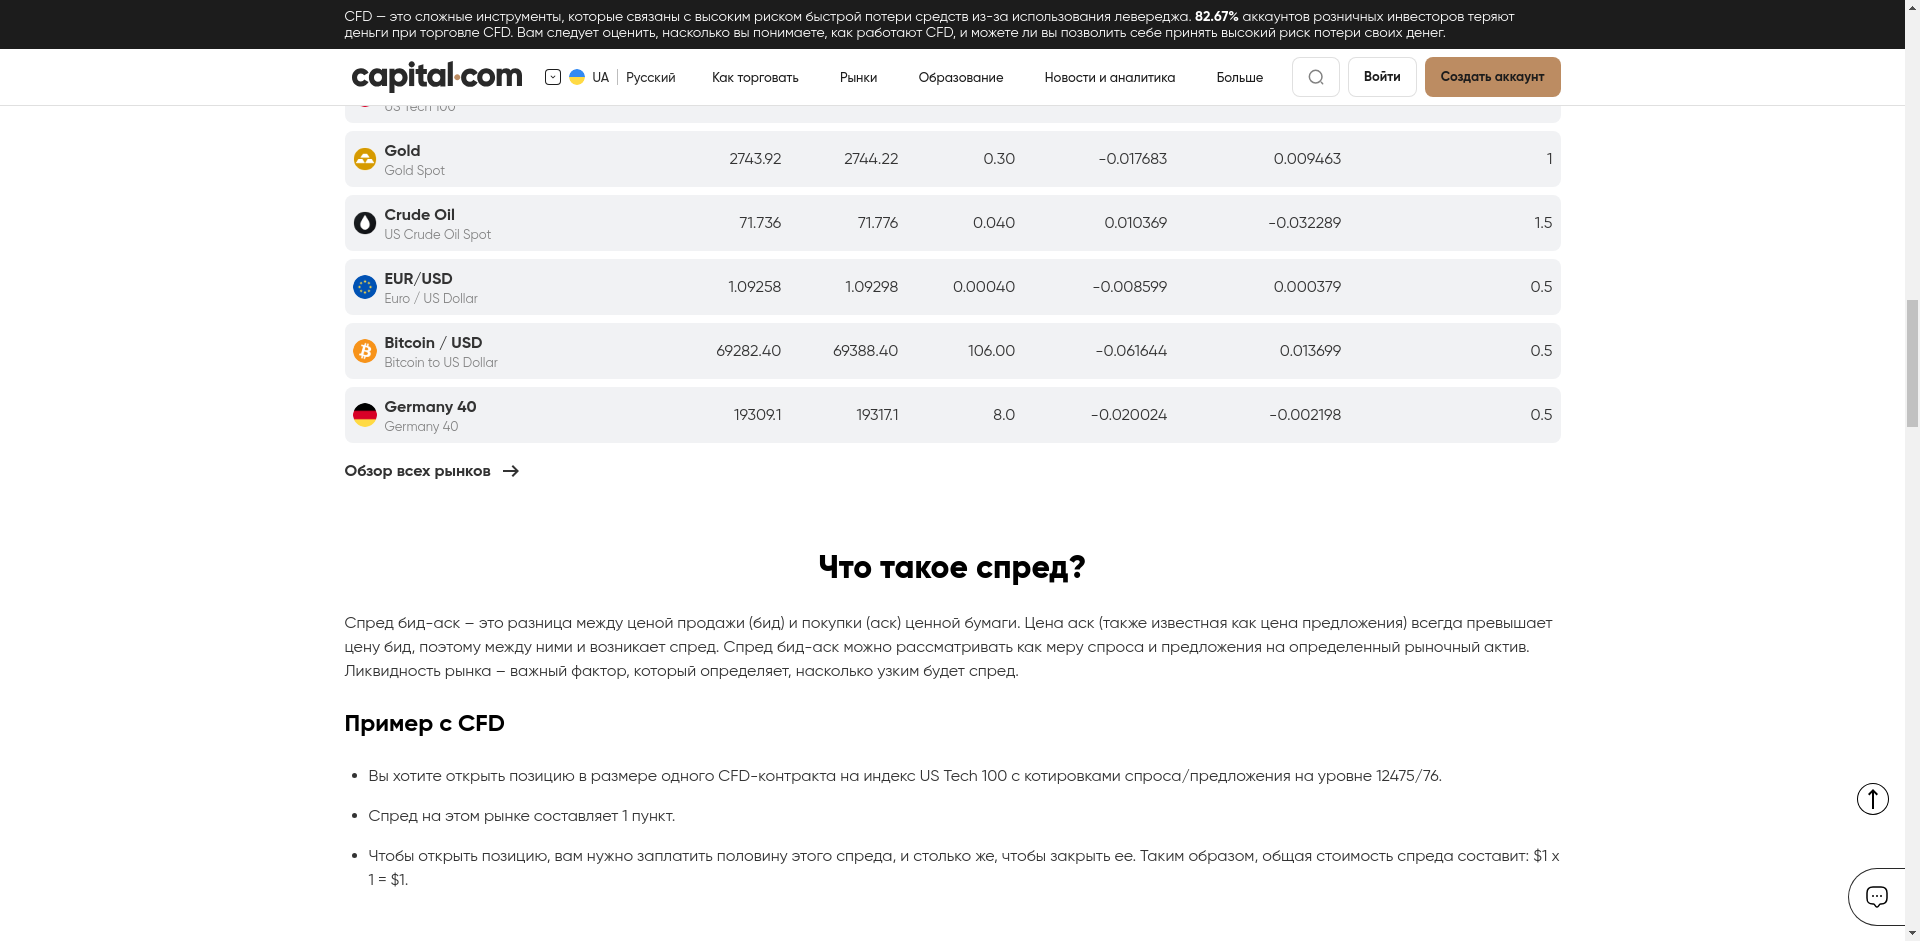 CFD — это сложные инструменты, которые связаны с высоким риском быстрой потери средств из-за использования левереджа. 82.67% аккаунтов розничных инвесторов теряют
деньги при торговле CFD. Вам следует оценить, насколько вы понимаете, как работают CFD, и можете ли вы позволить себе принять высокий риск потери своих денег.
capital.com UA Русский Как торговать Рынки Образование Новости и аналитика Больше Войти Создать аккаунт
US Tech 100
Gold
Gold Spot
2743.92 2744.22 0.30 -0.017683 0.009463 1
Crude Oil
US Crude Oil Spot
71.736 71.776 0.040 0.010369 -0.032289 1.5
EUR/USD
Euro / US Dollar
1.09258 1.09298 0.00040 -0.008599 0.000379 0.5
Bitcoin / USD
Bitcoin to US Dollar
69282.40 69388.40 106.00 -0.061644 0.013699 0.5
Germany 40
Germany 40
19309.1 19317.1 8.0 -0.020024 -0.002198 0.5
Обзор всех рынков
Что такое спред?
Спред бид-аск – это разница между ценой продажи (бид) и покупки (аск) ценной бумаги. Цена аск (также известная как цена предложения) всегда превышает
цену бид, поэтому между ними и возникает спред. Спред бид-аск можно рассматривать как меру спроса и предложения на определенный рыночный актив.
Ликвидность рынка – важный фактор, который определяет, насколько узким будет спред.
Пример с CFD
• Вы хотите открыть позицию в размере одного CFD-контракта на индекс US Tech 100 с котировками спроса/предложения на уровне 12475/76.
• Спред на этом рынке составляет 1 пункт.
• Чтобы открыть позицию, вам нужно заплатить половину этого спреда, и столько же, чтобы закрыть ее. Таким образом, общая стоимость спреда составит: $1 x
1 = $1.